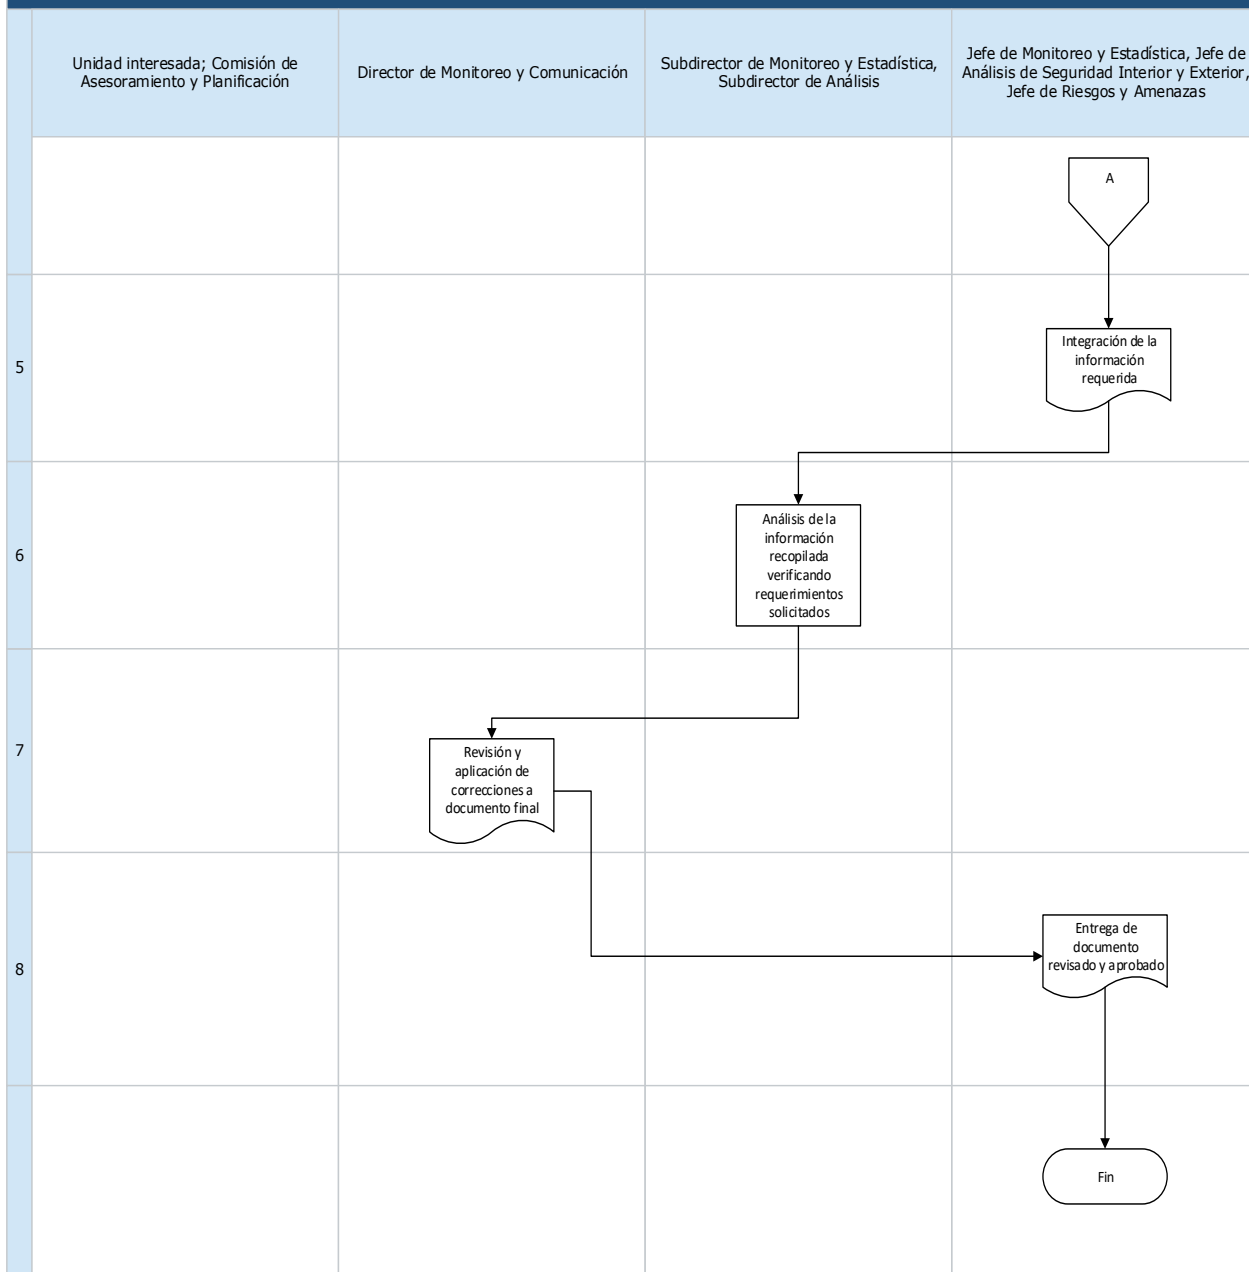 Unidad interesada; Comisión de
Asesoramiento y Planificación
Director de Monitoreo y Comunicación
Subdirector de Monitoreo y Estadística,
Subdirector de Análisis
Jefe de Monitoreo y Estadística, Jefe de
Análisis de Seguridad Interior y Exterior,
Jefe de Riesgos y Amenazas
A
5
Integración de la
información
requerida
6
Análisis de la
información
recopilada
verificando
requerimientos
solicitados
7
Revisión y
aplicación de
correcciones a
documento final
8
Entrega de
documento
revisado y aprobado
Fin